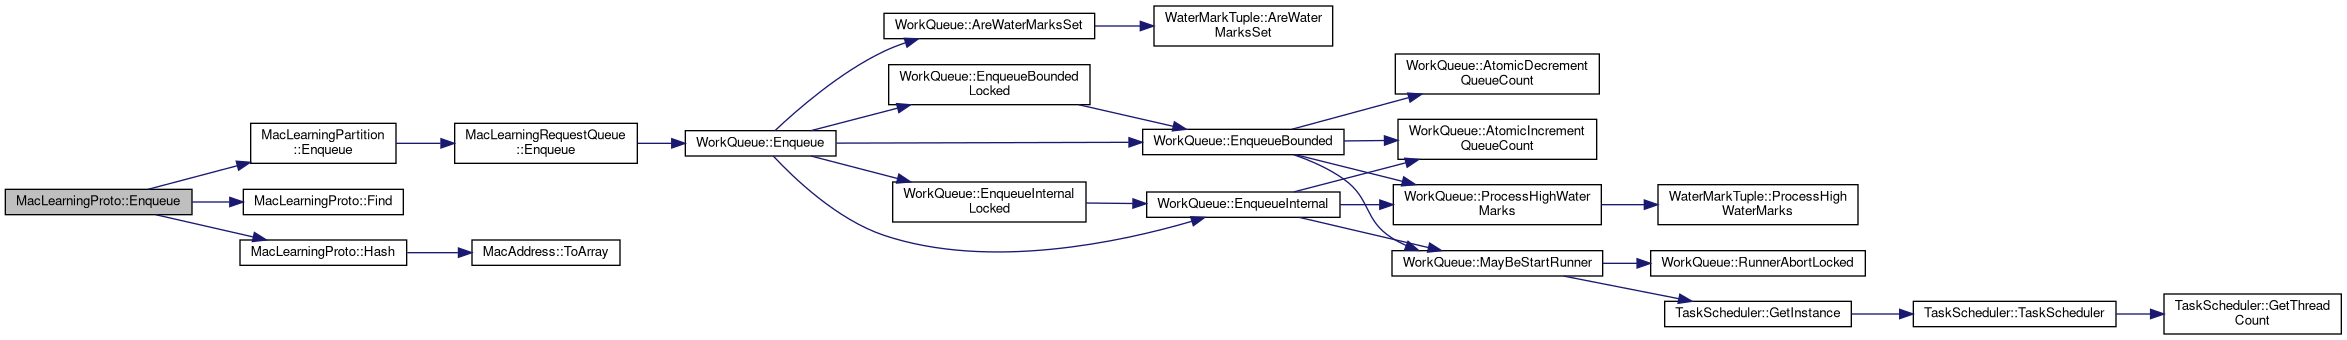 MacLearningProto::Enqueue
MacLearningPartition
::Enqueue
MacLearningProto::Find
MacLearningProto::Hash
MacLearningRequestQueue
::Enqueue
MacAddress::ToArray
WorkQueue::Enqueue
WorkQueue::AreWaterMarksSet
WorkQueue::EnqueueBounded
Locked
WorkQueue::EnqueueInternal
Locked
WaterMarkTuple::AreWater
MarksSet
WorkQueue::EnqueueBounded
WorkQueue::EnqueueInternal
WorkQueue::AtomicDecrement
QueueCount
WorkQueue::AtomicIncrement
QueueCount
WorkQueue::ProcessHighWater
Marks
WorkQueue::MayBeStartRunner
WaterMarkTuple::ProcessHigh
WaterMarks
WorkQueue::RunnerAbortLocked
TaskScheduler::GetInstance
TaskScheduler::TaskScheduler
TaskScheduler::GetThread
Count